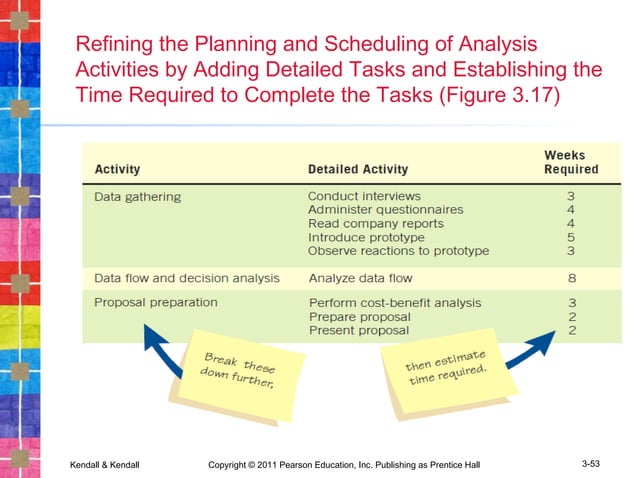 Refining the Planning and Scheduling of Analysis
Activities by Adding Detailed Tasks and Establishing the
Time Required to Complete the Tasks (Figure 3.17)
Weeks
Activity Detailed Activity Required
Data gathering Conduct interviews 3
Administer questionnaires 4
Read company reports 4
Introduce prototype 5
Observe reactions to prototype 3
Data flow and decision analysis Analyze data flow 8
Proposal preparation Perform cost-benefit analysis 3
Prepare proposal 2
Present proposal 2
Break these
down further,
then estimate
time required.
Kendall & Kendall Copyright © 2011 Pearson Education, Inc. Publishing as Prentice Hall 3-53